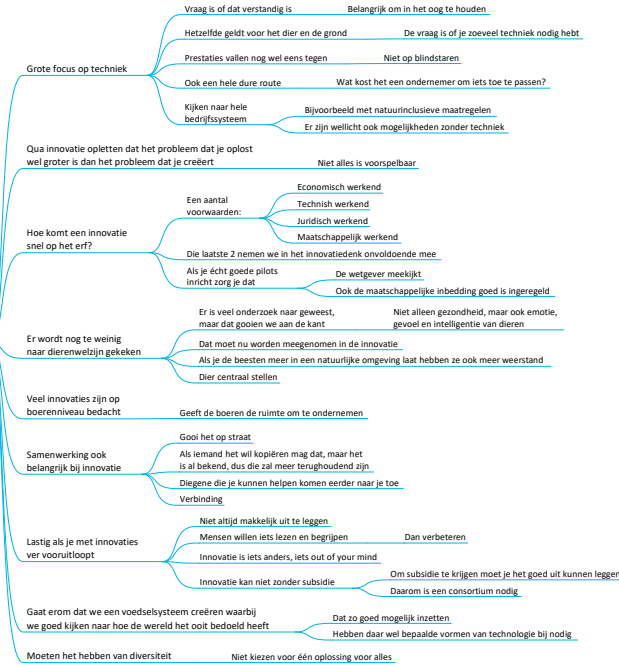 Grote focus op techniek
Vraag is of dat verstandig is
Belangrijk om in het oog te houden
Hetzelfde geldt voor het dier en de grond
De vraag is of je zoveel techniek nodig hebt
Prestaties vallen nog wel eens tegen
Niet op blindstaren
Ook een hele dure route
Wat kost het een ondernemer om iets toe te passen?
Kijken naar hele
bedrijfssysteem
Bijvoorbeeld met natuurinclusieve maatregelen
Er zijn wellicht ook mogelijkheden zonder techniek
Qua innovatie opletten dat het probleem dat je oplost
wel groter is dan het probleem dat je creëert
Niet alles is voorspelbaar
Hoe komt een innovatie
snel op het erf?
Een aantal
voorwaarden:
Economisch werkend
Technish werkend
Juridisch werkend
Maatschappelijk werkend
Die laatste 2 nemen we in het innovatiedenk onvoldoende mee
Als je écht goede pilots
inricht zorg je dat
De wetgever meekijkt
Ook de maatschappelijke inbedding goed is ingeregeld
Er wordt nog te weinig
naar dierenwelzijn gekeken
Er is veel onderzoek naar geweest,
maar dat gooien we aan de kant
Niet alleen gezondheid, maar ook emotie,
gevoel en intelligentie van dieren
Dat moet nu worden meegenomen in de innovatie
Als je de beesten meer in een natuurlijke omgeving laat hebben ze ook meer weerstand
Dier centraal stellen
Veel innovaties zijn op
boerenniveau bedacht
Geeft de boeren de ruimte om te ondernemen
Samenwerking ook
belangrijk bij innovatie
Gooi het op straat
Als iemand het wil kopiëren mag dat, maar het
is al bekend, dus die zal meer terughoudend zijn
Diegene die je kunnen helpen komen eerder naar je toe
Verbinding
Lastig als je met innovaties
ver vooruitloopt
Niet altijd makkelijk uit te leggen
Mensen willen iets lezen en begrijpen
Dan verbeteren
Innovatie is iets anders, iets out of your mind
Innovatie kan niet zonder subsidie
Om subsidie te krijgen moet je het goed uit kunnen leggen
Daarom is een consortium nodig
Gaat erom dat we een voedselsysteem creëren waarbij
we goed kijken naar hoe de wereld het ooit bedoeld heeft
Dat zo goed mogelijk inzetten
Hebben daar wel bepaalde vormen van technologie bij nodig
Moeten het hebben van diversiteit
Niet kiezen voor één oplossing voor alles